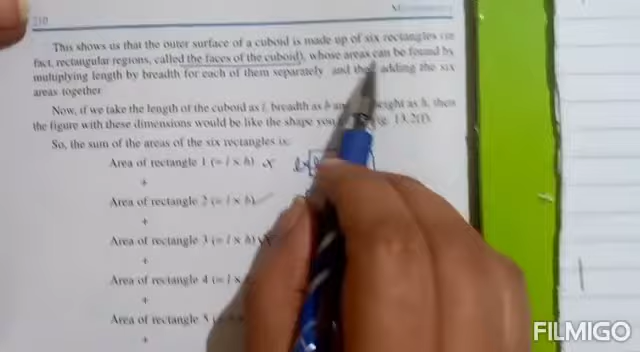 210
This shows us that the outer surface of a cuboid is made up of six rectangles (in
fact, rectangular regions, called the faces of the cuboid), whose areas can be found by
multiplying length by breadth for each of them separately and then adding the six
areas together.
Now, if we take the length of the cuboid as l, breadth as b and height as h, then
the figure with these dimensions would be like the shape you 13.2(f).
So, the sum of the areas of the six rectangles is:
Area of rectangle 1 (= l × h)
+
Area of rectangle 2 (= l × b)
+
Area of rectangle 3 (= l × h)
+
Area of rectangle 4 (= l ×
+
Area of rectangle 5 (=
+
FILMIGO